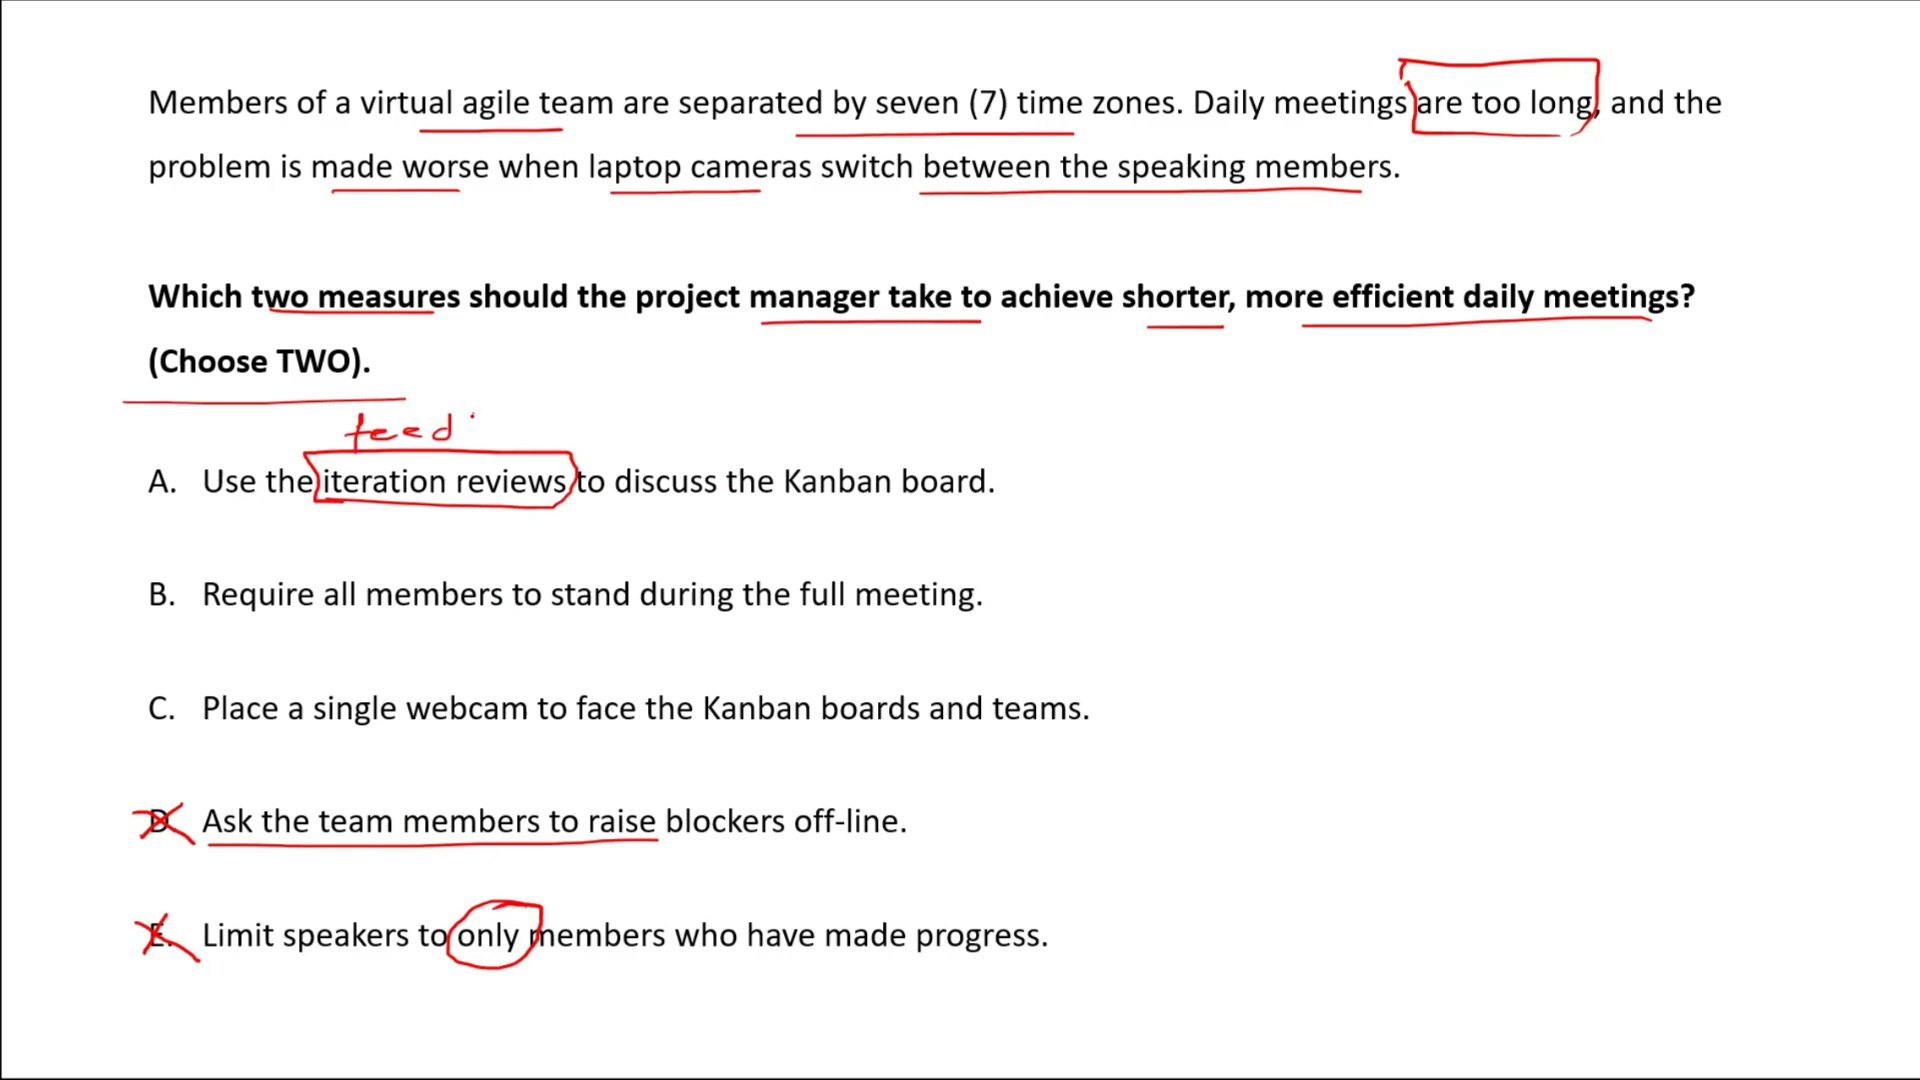 Members of a virtual agile team are separated by seven (7) time zones. Daily meetings are too long, and the
problem is made worse when laptop cameras switch between the speaking members.
Which two measures should the project manager take to achieve shorter, more efficient daily meetings?
(Choose TWO).
feed
A. Use the iteration reviews to discuss the Kanban board.
B. Require all members to stand during the full meeting.
C. Place a single webcam to face the Kanban boards and teams.
D. Ask the team members to raise blockers off-line.
E. Limit speakers to only members who have made progress.